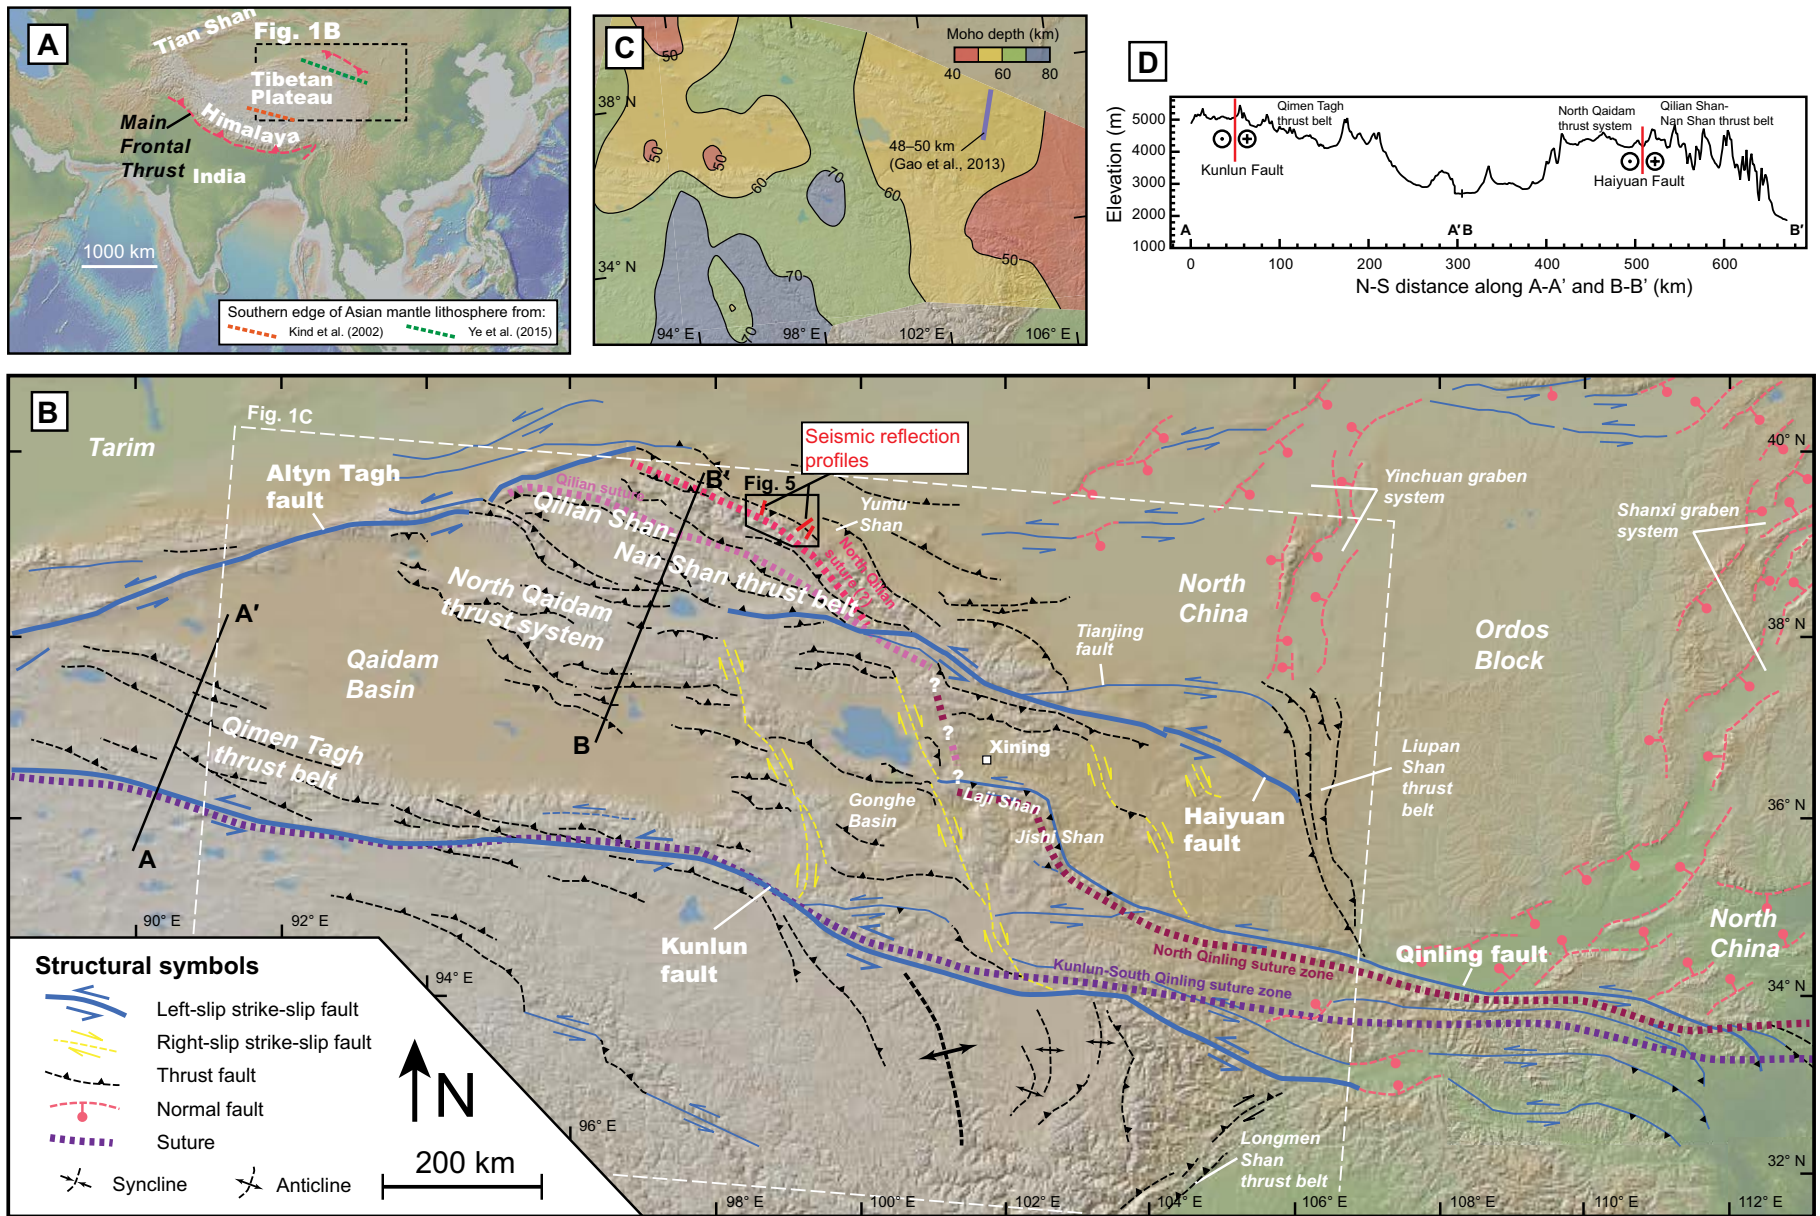 A
Tian Shan
Fig. 1B
Tibetan
Plateau
Himalaya
Main
Frontal
Thrust
India
1000 km
Southern edge of Asian mantle lithosphere from:
Kind et al. (2002)
Ye et al. (2015)
C
Moho depth (km)
40
60
80
50
38° N
50
50
60
70
60
48–50 km
(Gao et al., 2013)
34° N
70
50
70
94° E
98° E
102° E
106° E
D
Elevation (m)
5000
4000
3000
2000
1000
Qimen Tagh
thrust belt
Kunlun Fault
North Qaidam
thrust system
Qilian Shan-
Nan Shan thrust belt
Haiyuan Fault
A
A′ B
B′
0
100
200
300
400
500
600
N-S distance along A-A’ and B-B’ (km)
B
Fig. 1C
Tarim
Altyn Tagh
fault
Seismic reflection
profiles
Fig. 5
B′
Qilian suture
Qilian Shan-
Nan Shan thrust belt
Yumu
Shan
North Qilian
suture (?)
North Qaidam
thrust system
A′
Qaidam
Basin
Qimen Tagh
thrust belt
A
B
North
China
Tianjing
fault
Yinchuan graben
system
Shanxi graben
system
Ordos
Block
40° N
38° N
36° N
34° N
32° N
?
?
?
Xining
Laji Shan
Jishi Shan
Gonghe
Basin
Haiyuan
fault
Liupan
Shan
thrust
belt
Kunlun
fault
North Qinling suture zone
Kunlun-South Qinling suture zone
Qinling fault
North
China
Longmen
Shan
thrust belt
90° E
92° E
94° E
96° E
98° E
100° E
102° E
104° E
106° E
108° E
110° E
112° E
Structural symbols
Left-slip strike-slip fault
Right-slip strike-slip fault
Thrust fault
Normal fault
Suture
Syncline
Anticline
N
200 km